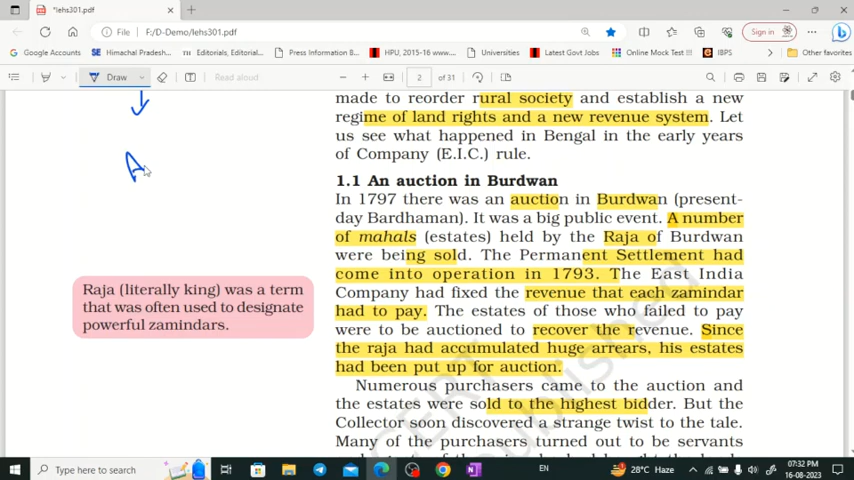 *lehs301.pdf
File
F:/D-Demo/lehs301.pdf
Sign in
Google Accounts
Himachal Pradesh...
Editorials, Editorial...
Press Information B...
HPU, 2015-16 www....
Universities
Latest Govt Jobs
Online Mock Test |...
IBPS
Other favorites
Draw
Read aloud
2 of 31
made to reorder rural society and establish a new
regime of land rights and a new revenue system. Let
us see what happened in Bengal in the early years
of Company (E.I.C.) rule.
1.1 An auction in Burdwan
In 1797 there was an auction in Burdwan (present-
day Bardhaman). It was a big public event. A number
of mahals (estates) held by the Raja of Burdwan
were being sold. The Permanent Settlement had
come into operation in 1793. The East India
Company had fixed the revenue that each zamindar
had to pay. The estates of those who failed to pay
were to be auctioned to recover the revenue. Since
the raja had accumulated huge arrears, his estates
had been put up for auction.
Numerous purchasers came to the auction and
the estates were sold to the highest bidder. But the
Collector soon discovered a strange twist to the tale.
Many of the purchasers turned out to be servants
Raja (literally king) was a term
that was often used to designate
powerful zamindars.
Type here to search
EN
28°C Haze
07:32 PM
16-08-2023